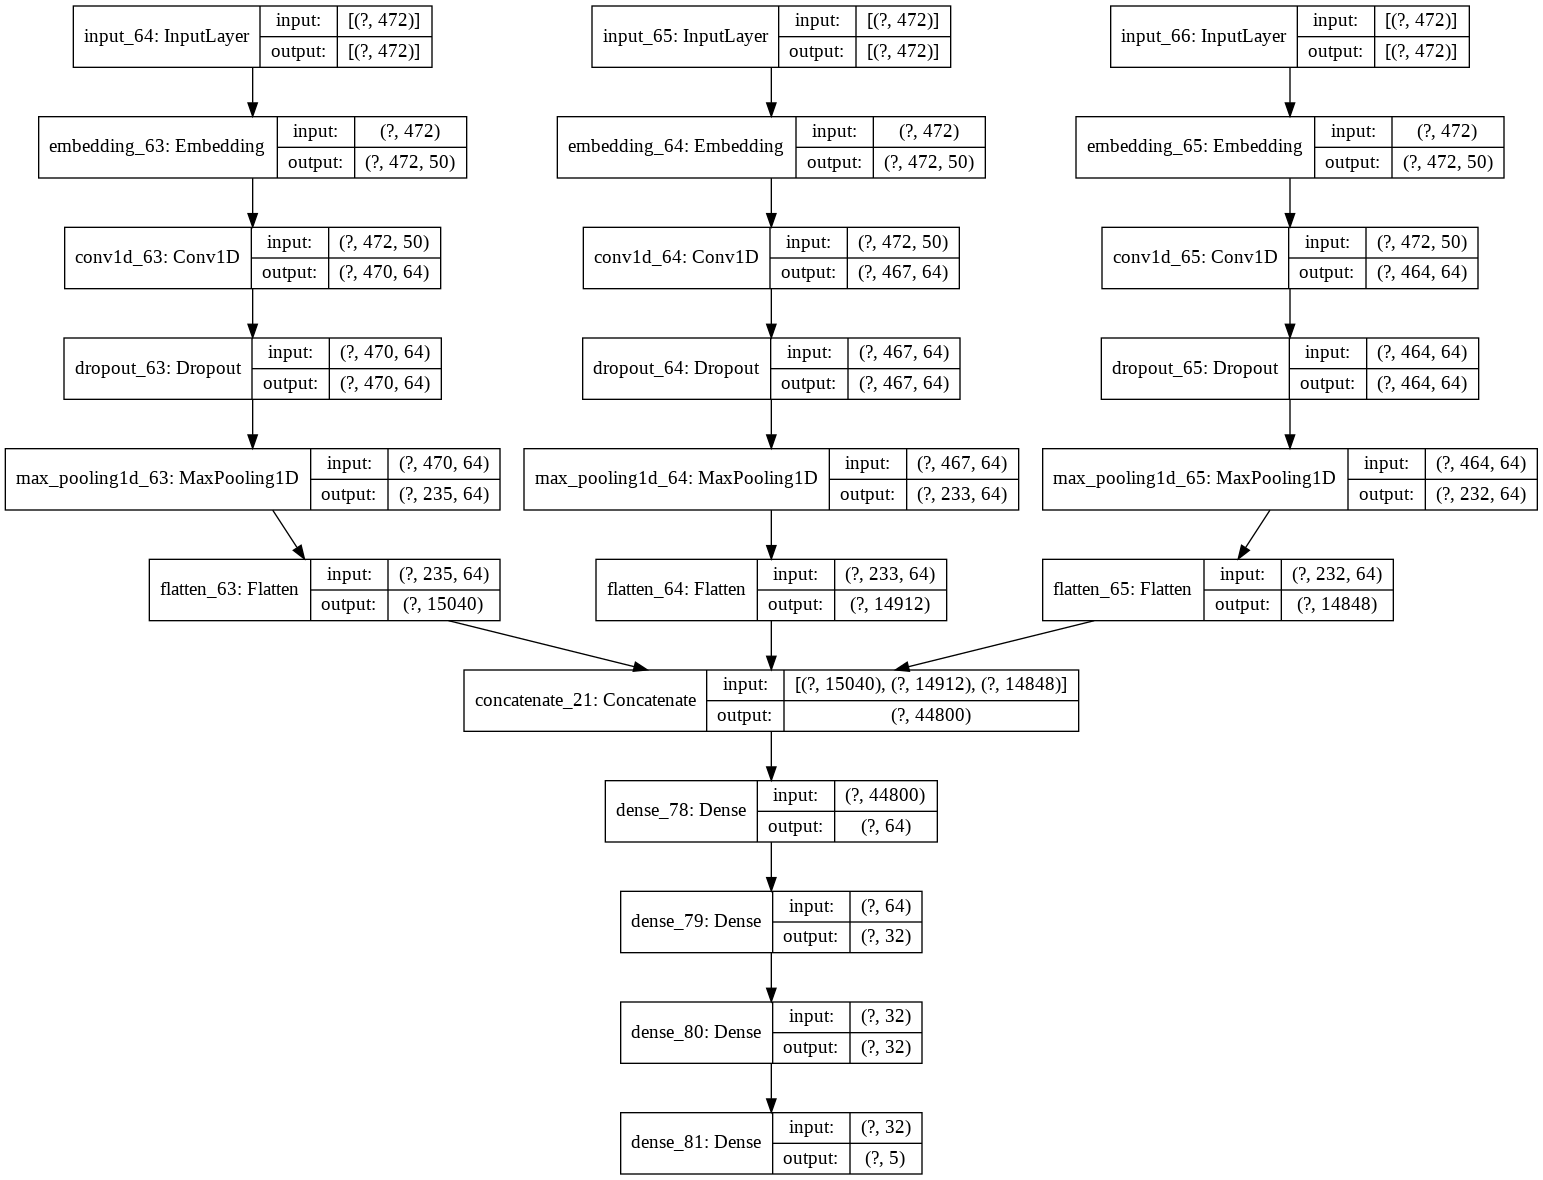 input_64: InputLayer input: [(?, 472)] output: [(?, 472)]
input_65: InputLayer input: [(?, 472)] output: [(?, 472)]
input_66: InputLayer input: [(?, 472)] output: [(?, 472)]
embedding_63: Embedding input: (?, 472) output: (?, 472, 50)
embedding_64: Embedding input: (?, 472) output: (?, 472, 50)
embedding_65: Embedding input: (?, 472) output: (?, 472, 50)
conv1d_63: Conv1D input: (?, 472, 50) output: (?, 470, 64)
conv1d_64: Conv1D input: (?, 472, 50) output: (?, 467, 64)
conv1d_65: Conv1D input: (?, 472, 50) output: (?, 464, 64)
dropout_63: Dropout input: (?, 470, 64) output: (?, 470, 64)
dropout_64: Dropout input: (?, 467, 64) output: (?, 467, 64)
dropout_65: Dropout input: (?, 464, 64) output: (?, 464, 64)
max_pooling1d_63: MaxPooling1D input: (?, 470, 64) output: (?, 235, 64)
max_pooling1d_64: MaxPooling1D input: (?, 467, 64) output: (?, 233, 64)
max_pooling1d_65: MaxPooling1D input: (?, 464, 64) output: (?, 232, 64)
flatten_63: Flatten input: (?, 235, 64) output: (?, 15040)
flatten_64: Flatten input: (?, 233, 64) output: (?, 14912)
flatten_65: Flatten input: (?, 232, 64) output: (?, 14848)
concatenate_21: Concatenate input: [(?, 15040), (?, 14912), (?, 14848)] output: (?, 44800)
dense_78: Dense input: (?, 44800) output: (?, 64)
dense_79: Dense input: (?, 64) output: (?, 32)
dense_80: Dense input: (?, 32) output: (?, 32)
dense_81: Dense input: (?, 32) output: (?, 5)